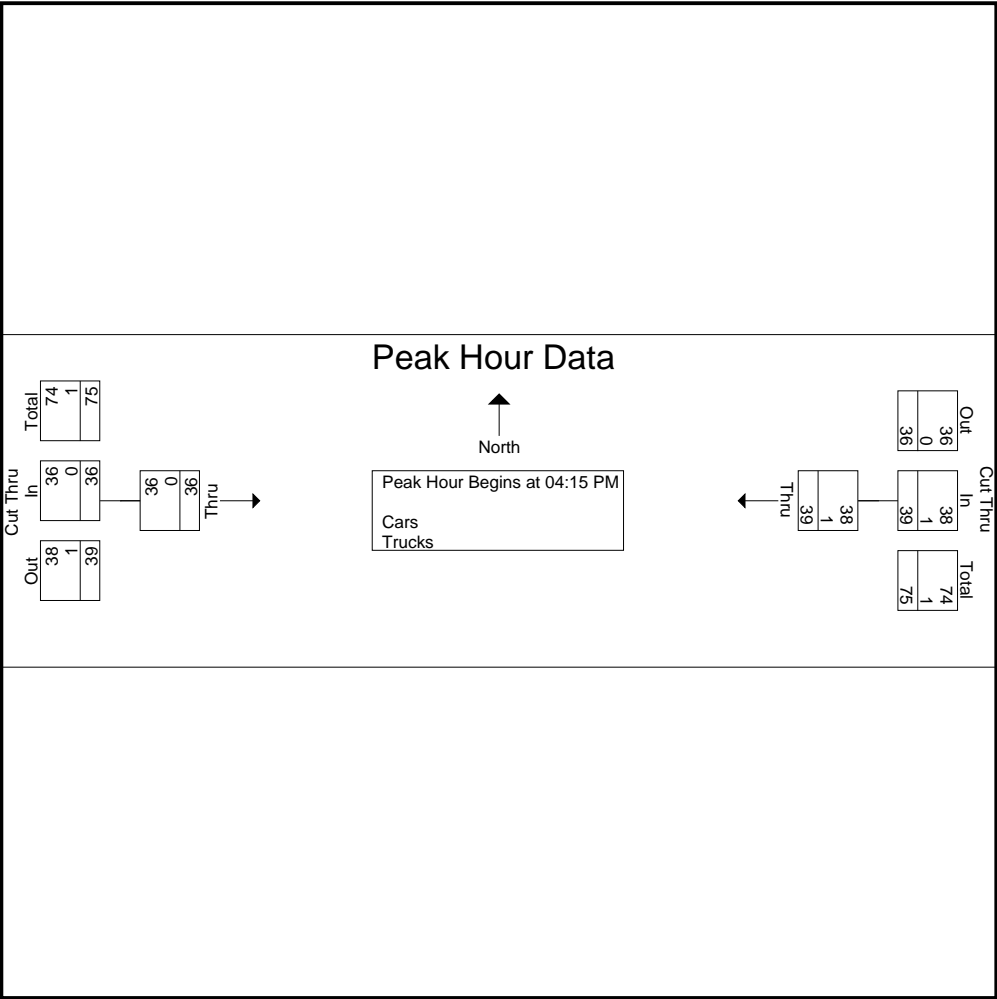 Peak Hour Data
North
Peak Hour Begins at 04:15 PM
Cars
Trucks
Cut Thru
Total
74
1
75
In
36
0
36
Out
38
1
39
36
0
36
Thru
Cut Thru
Out
36
0
36
In
38
1
39
Total
74
1
75
Thru
38
1
39